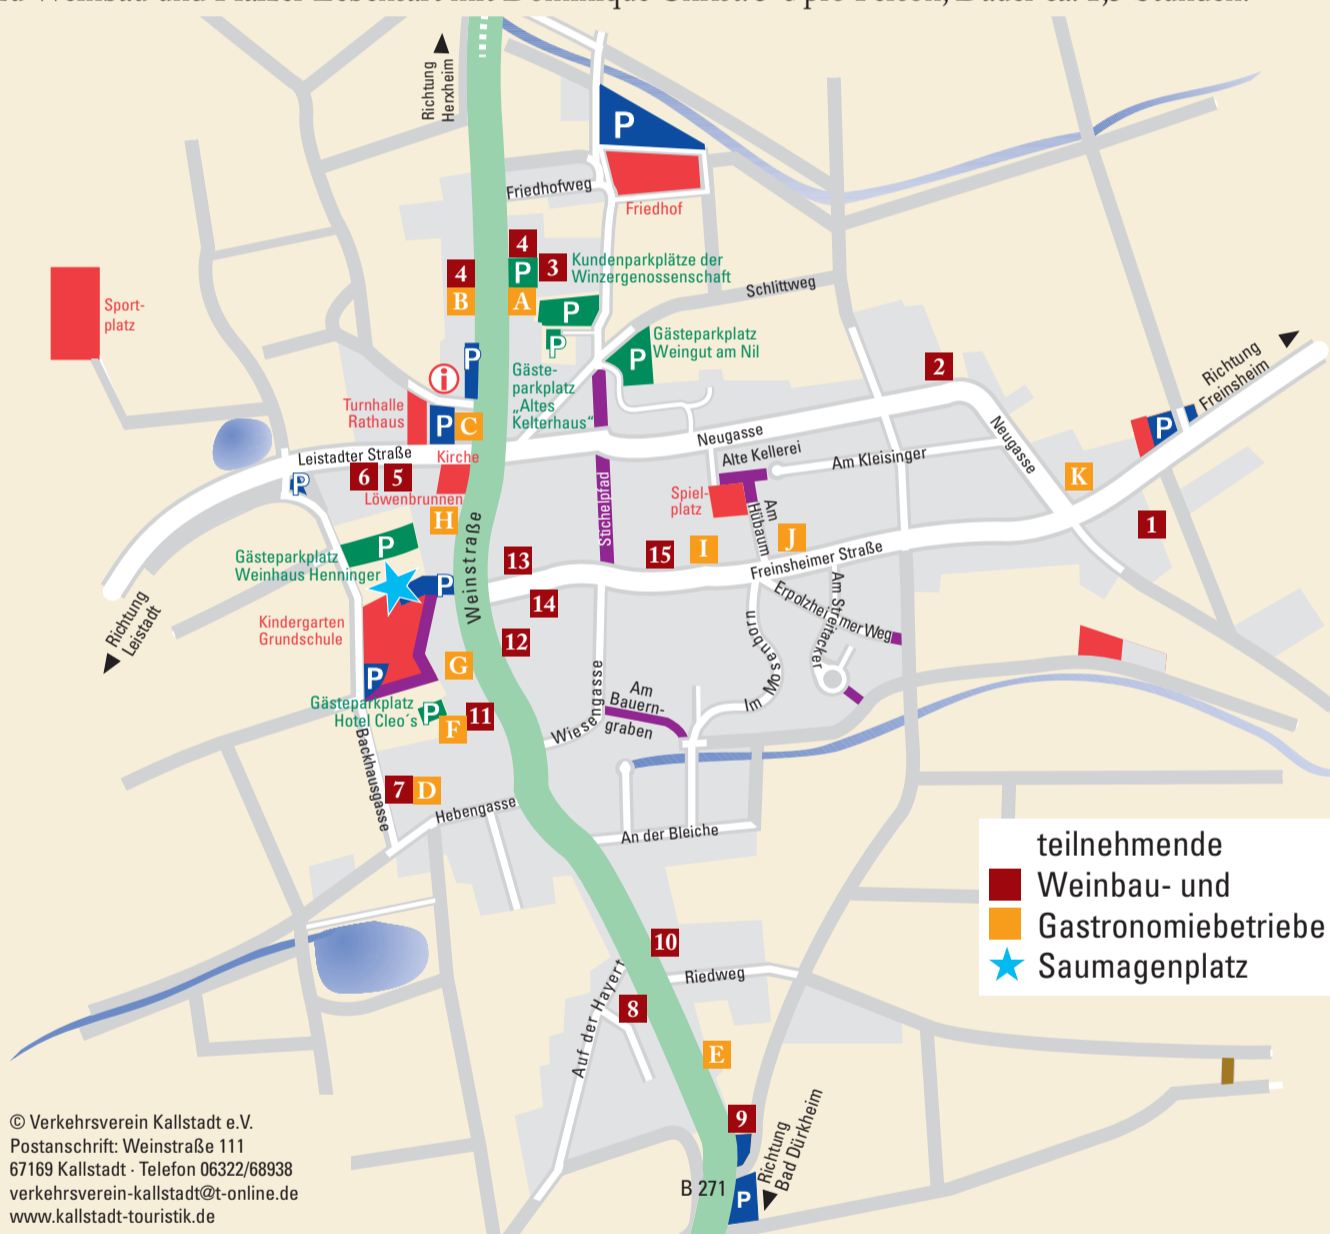 Richtung
Herxheim
P
Friedhofweg
Friedhof
4
P
3
Kundenparkplätze der
Winzergenossenschaft
4
B
A
P
P
Schlittweg
Sport-
platz
P
Gästeparkplatz
Weingut am Nil
Gäste-
parkplatz
„Altes
Kelterhaus“
P
i
Turnhalle
Rathaus
P
C
2
Richtung
Freinsheim
P
Neugasse
Neugasse
Leistadter Straße
Kirche
Alte Kellerei
Am Kleisinger
K
P
6
5
Löwenbrunnen
Spiel-
platz
Am
Hübaum
Stichelpfad
H
1
Weinstraße
13
15
I
J
Freinsheimer Straße
P
Gästeparkplatz
Weinhaus Henninger
P
14
Richtung
Leistadt
Kindergarten
Grundschule
12
Erpolzheimer Weg
Am Streitacker
G
P
Im Wosenborn
Wiesengasse
Am
Bauern-
graben
Gästeparkplatz
Hotel Cleo´s
P
F
11
Backhausgasse
7
D
Hebengasse
An der Bleiche
teilnehmende
Weinbau- und
Gastronomiebetriebe
Saumagenplatz
10
Riedweg
Auf der Hayert
8
E
9
Richtung
Bad Dürkheim
B 271
P
© Verkehrsverein Kallstadt e.V.
Postanschrift: Weinstraße 111
67169 Kallstadt · Telefon 06322/68938
verkehrsverein-kallstadt@t-online.de
www.kallstadt-touristik.de